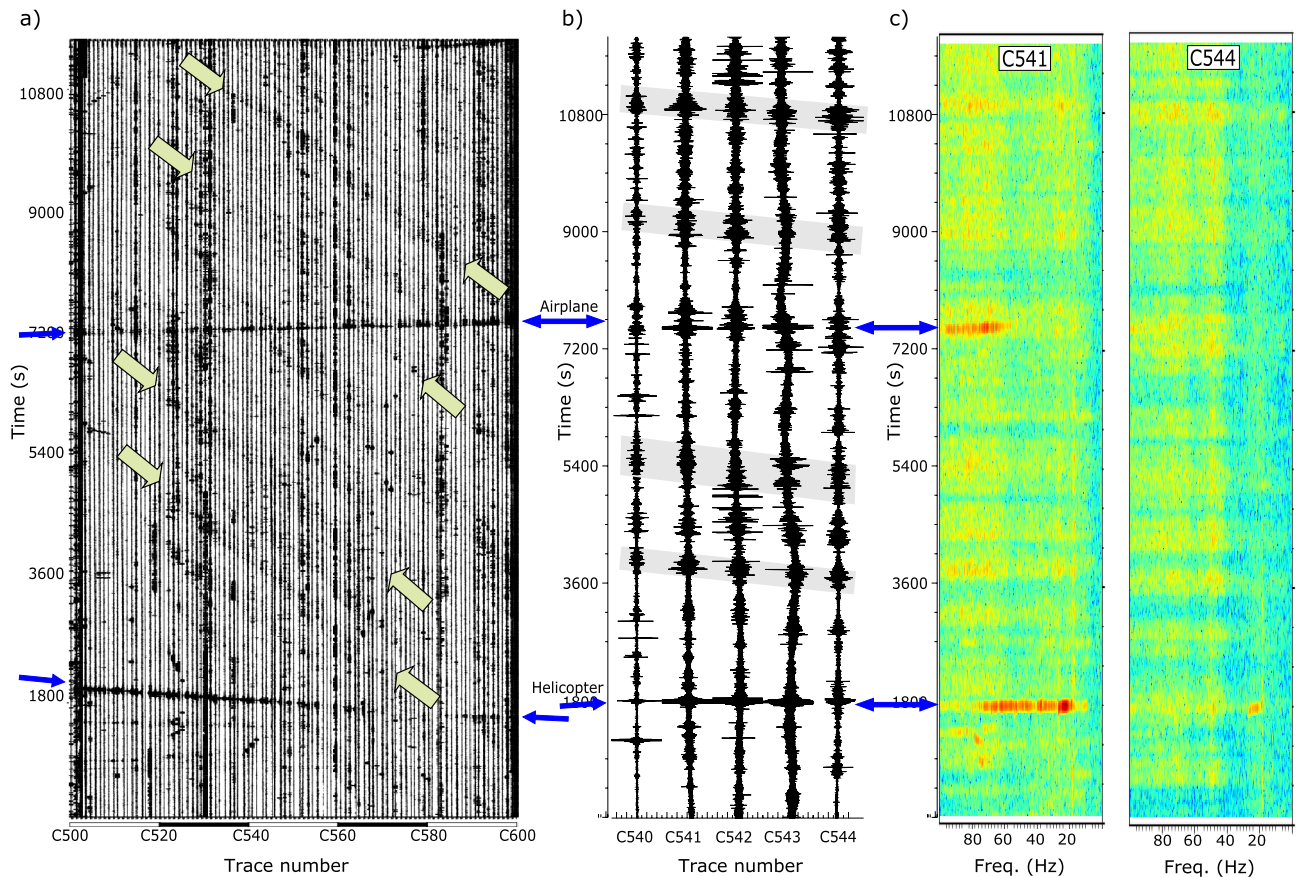 a)
10800
9000
7200
5400
3600
1800
Time (s)
C500
C520
C540
C560
C580
C600
Trace number
b)
10800
9000
Airplane
7200
Time (s)
5400
3600
Helicopter
1800
C540
C541
C542
C543
C544
Trace number
c)
C541
C544
10800
9000
7200
Time (s)
5400
3600
1800
80
60
40
20
Freq. (Hz)
80
60
40
20
Freq. (Hz)